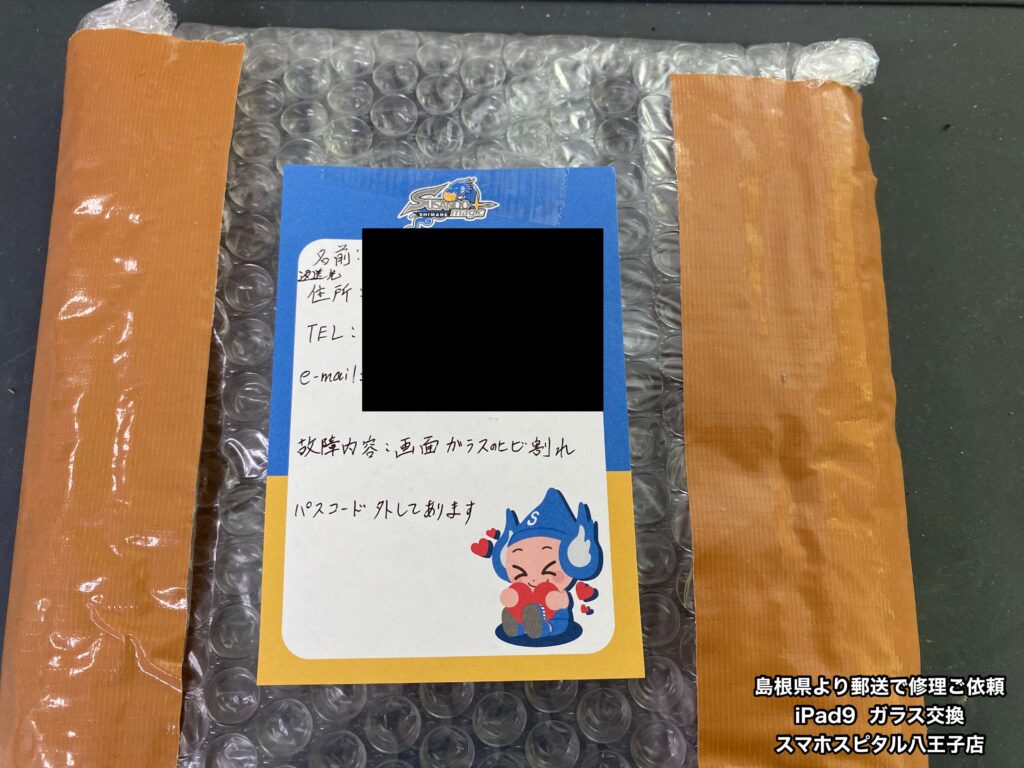 SUSANOO
SHIMANE magic
名前:
返送先
住所:
TEL:
e-mail:
故障内容:画面ガラスのヒビ割れ
パスコード外してあります
S
島根県より郵送で修理ご依頼
iPad9 ガラス交換
スマホスピタル八王子店